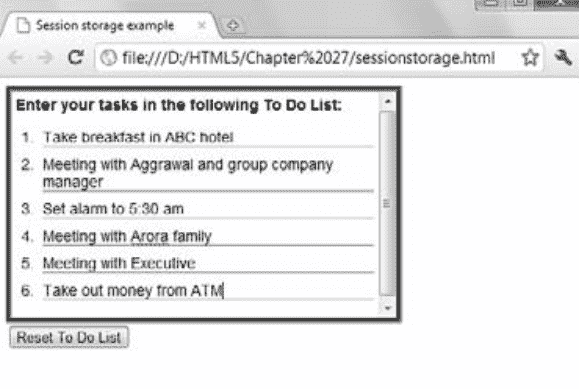 Session storage example
file:///D:/HTML5/Chapter%2027/sessionstorage.html
Enter your tasks in the following To Do List:
1. Take breakfast in ABC hotel
2. Meeting with Aggrawal and group company
manager
3. Set alarm to 5:30 am
4. Meeting with Arora family
5. Meeting with Executive
6. Take out money from ATM
Reset To Do List